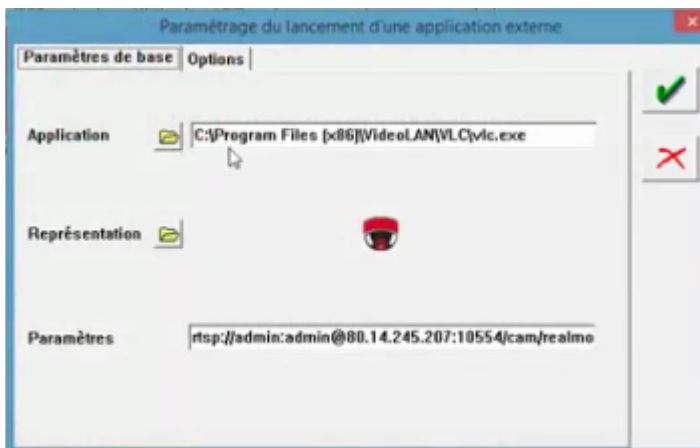 Paramètrage du lancement d'une application externe
Paramètres de base
Options
Application
C:\Program Files (x86)\VideoLAN\VLC\vlc.exe
Représentation
Paramètres
rtsp://admin:admin@80.14.245.207:10554/cam/realmo